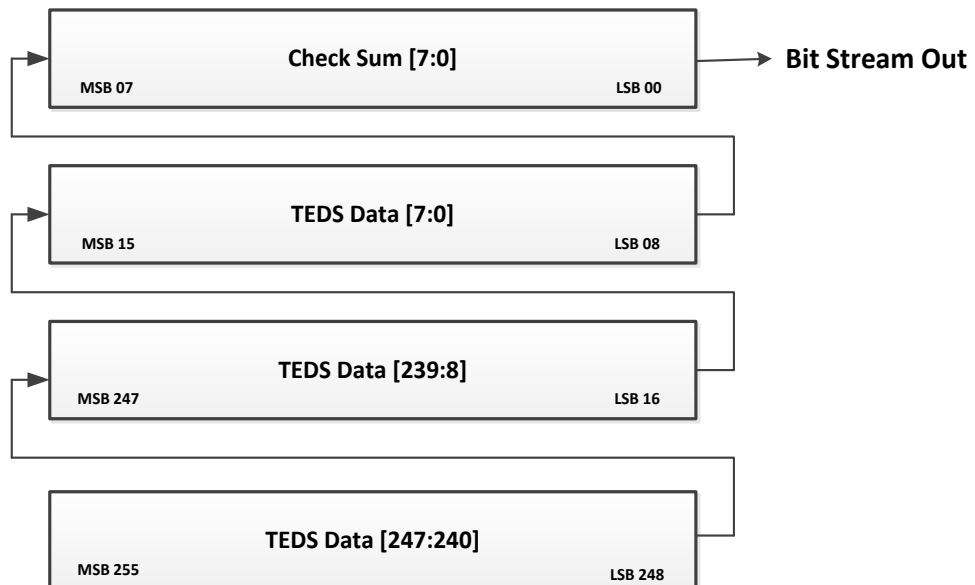 Check Sum [7:0]
Bit Stream Out
MSB 07
LSB 00
TEDS Data [7:0]
MSB 15
LSB 08
TEDS Data [239:8]
MSB 247
LSB 16
TEDS Data [247:240]
MSB 255
LSB 248